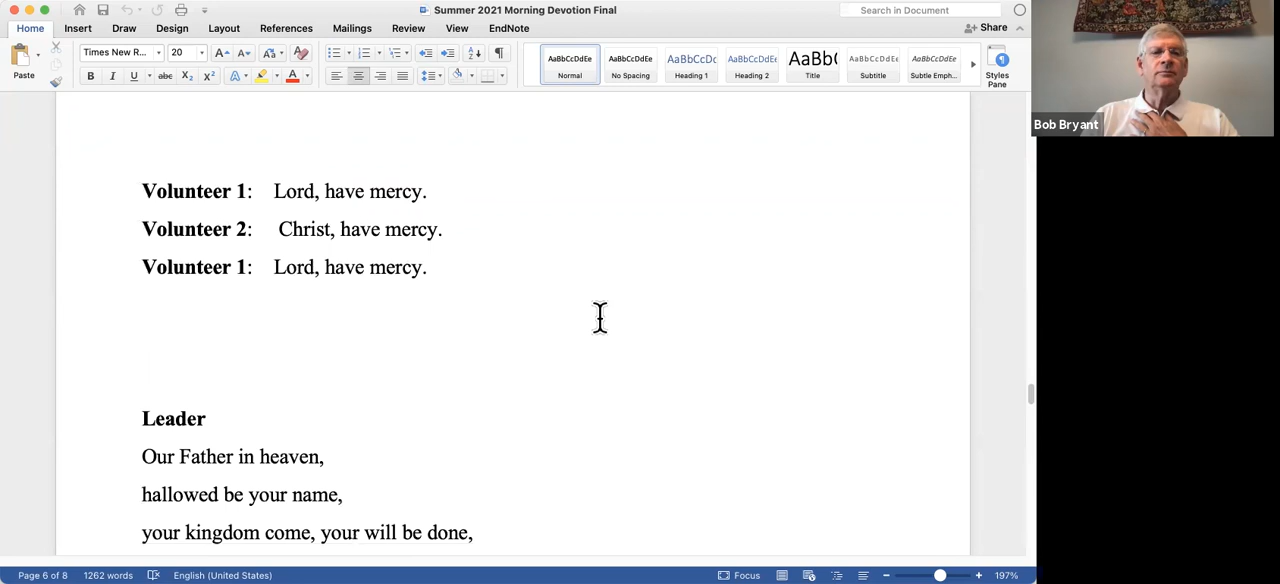 Summer 2021 Morning Devotion Final
Search in Document
Home Insert Draw Design Layout References Mailings Review View EndNote
Share
Paste
Times New R... 20
AaBbCcDdEe AaBbCcDdEe AaBbCcDc AaBbCcDdEe AaBb( AaBbCcDdEe AaBbCcDdEe
Normal No Spacing Heading 1 Heading 2 Title Subtitle Subtle Emph...
Styles
Pane
B I U abc X₂ X² A A
Bob Bryant
Volunteer 1: Lord, have mercy.
Volunteer 2: Christ, have mercy.
Volunteer 1: Lord, have mercy.
Leader
Our Father in heaven,
hallowed be your name,
your kingdom come, your will be done,
Page 6 of 8 1262 words English (United States) Focus 197%